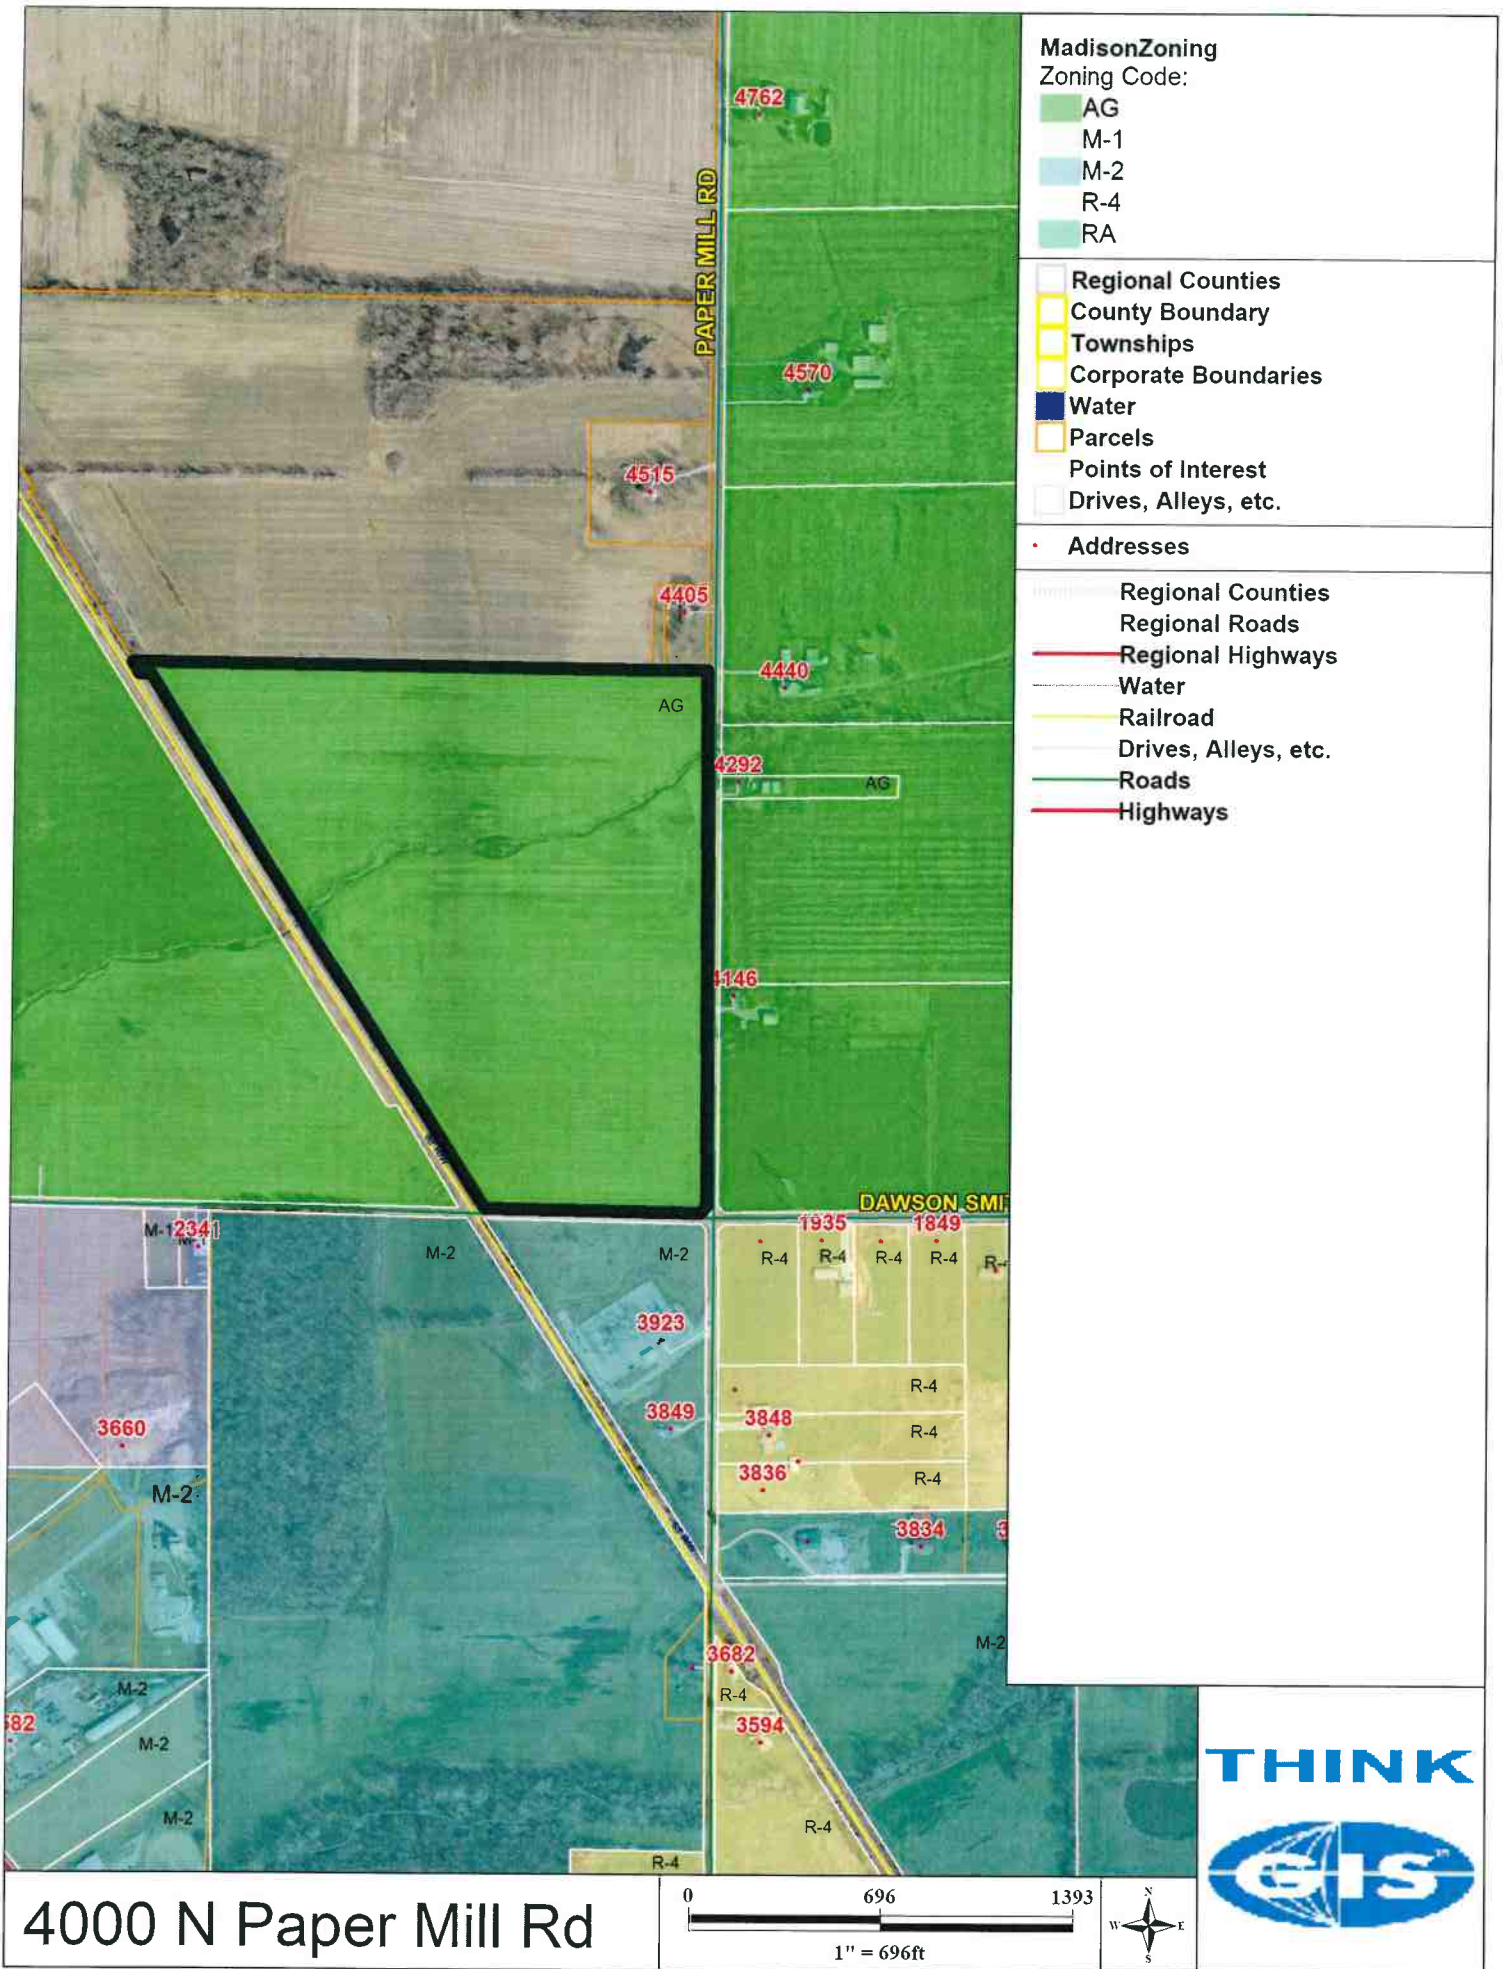 MadisonZoning
Zoning Code:
AG
M-1
M-2
R-4
RA
Regional Counties
County Boundary
Townships
Corporate Boundaries
Water
Parcels
Points of Interest
Drives, Alleys, etc.
Addresses
Regional Counties
Regional Roads
Regional Highways
Water
Railroad
Drives, Alleys, etc.
Roads
Highways
4762
PAPER MILL RD
4570
4515
4405
4440
AG
4292
AG
4146
DAWSON SMI
M-1
2341
M-1
M-2
M-2
1935
1849
R-4
R-4
R-4
R-4
R-4
3923
R-4
3849
3848
R-4
3660
3836
R-4
M-2
3834
3
M-2
3682
R-4
M-2
582
3594
M-2
M-2
R-4
R-4
THINK
GIS
4000 N Paper Mill Rd
0 696 1393
1" = 696ft
N
W E
S